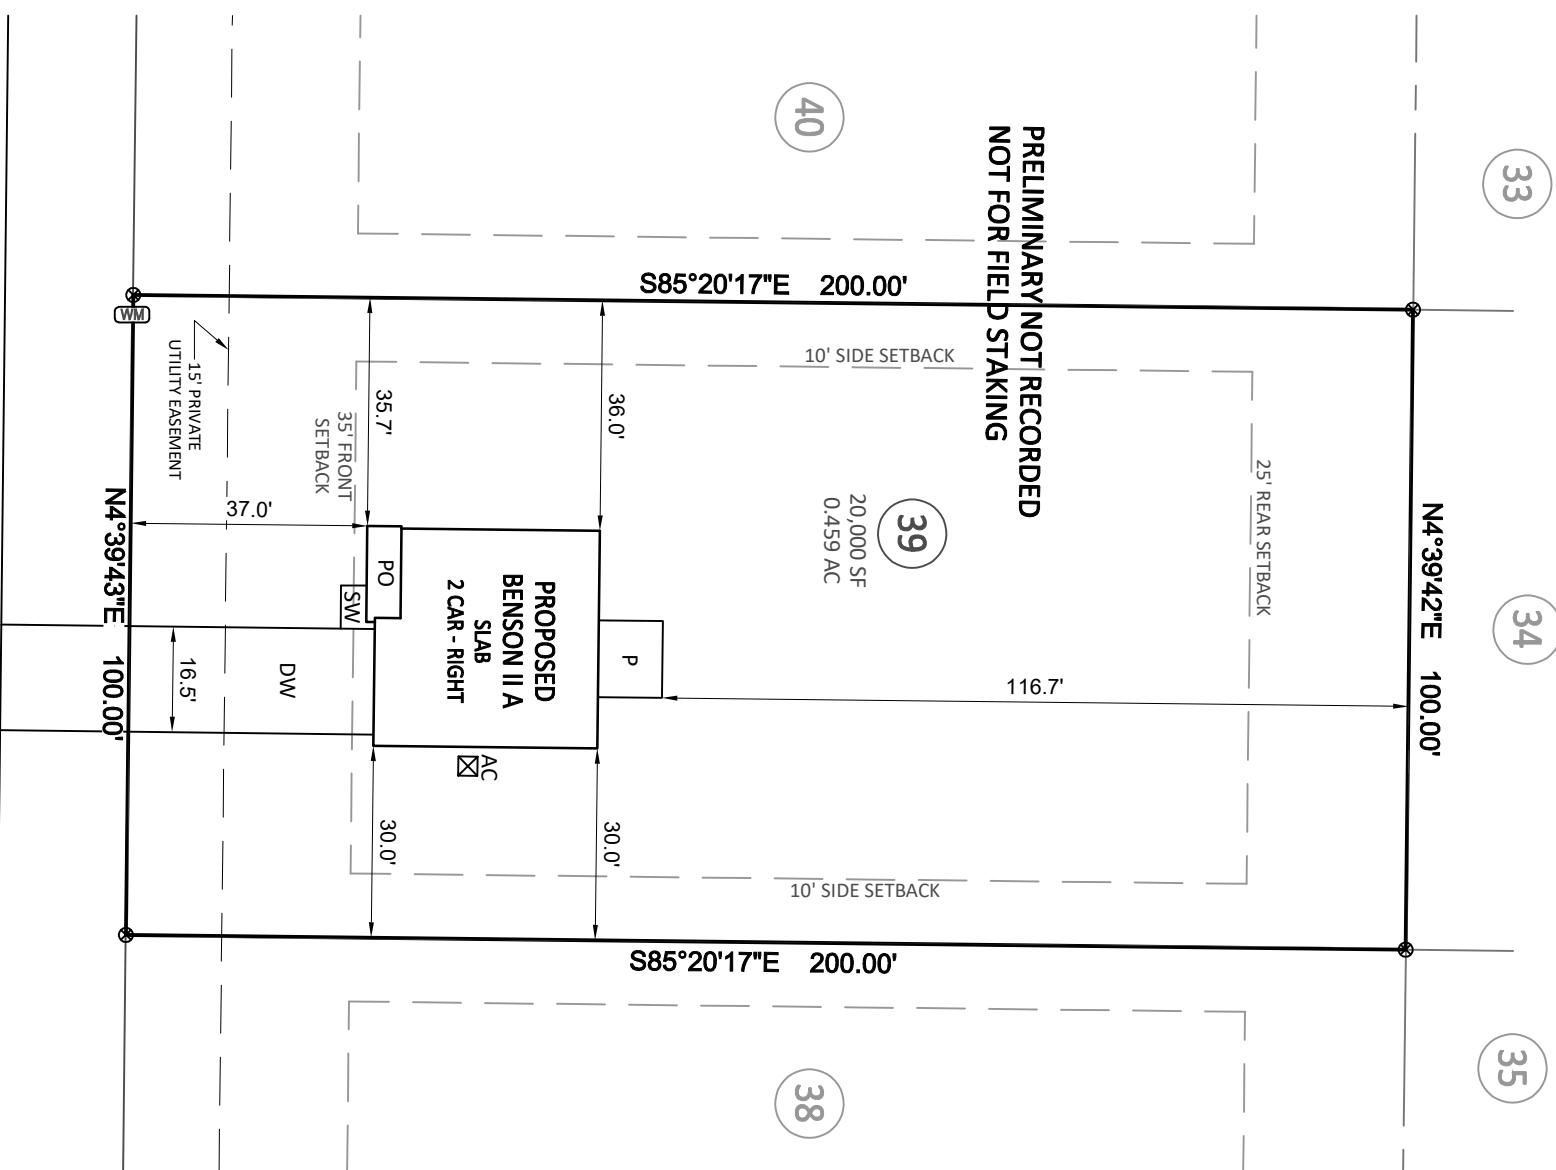 40
33
PRELIMINARY NOT RECORDED
NOT FOR FIELD STAKING
S85°20'17"E 200.00'
WM
15' PRIVATE
UTILITY EASEMENT
35' FRONT
SETBACK
35.7'
36.0'
10' SIDE SETBACK
25' REAR SETBACK
39
20,000 SF
0.459 AC
N4°39'42"E 100.00'
34
37.0'
N4°39'43"E 100.00'
PO
SW
PROPOSED
BENSON II A
SLAB
2 CAR - RIGHT
P
116.7'
16.5'
DW
AC
30.0'
30.0'
10' SIDE SETBACK
S85°20'17"E 200.00'
38
35